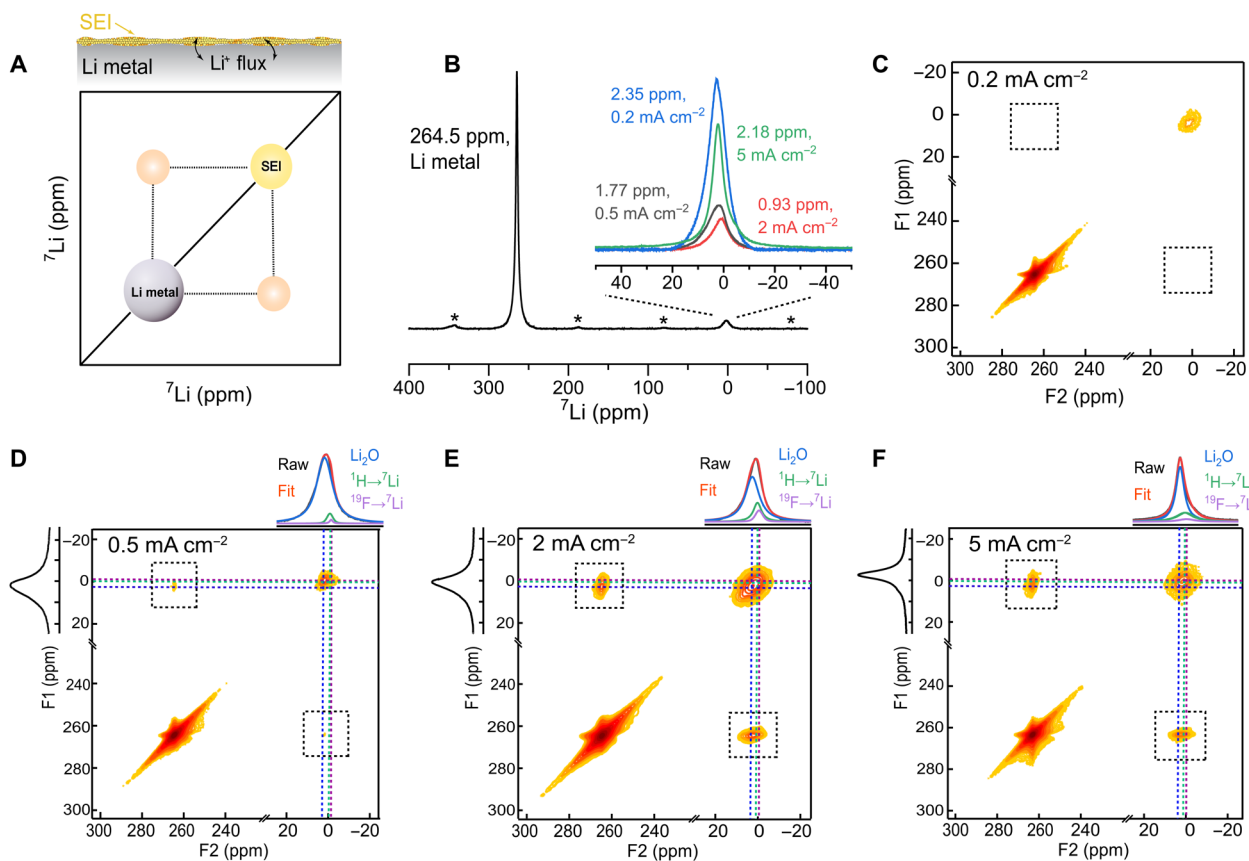 SEI
A
Li metal
Li⁺ flux
SEI
Li metal
⁷Li (ppm)
⁷Li (ppm)
B
264.5 ppm,
Li metal
2.35 ppm,
0.2 mA cm⁻²
2.18 ppm,
5 mA cm⁻²
1.77 ppm,
0.5 mA cm⁻²
0.93 ppm,
2 mA cm⁻²
40 20 0 −20 −40
* * * *
400 300 200 100 0 −100
⁷Li (ppm)
C
0.2 mA cm⁻²
−20
0
20
240
260
280
300
F1 (ppm)
300 260 220 20 0 −20
F2 (ppm)
D
Raw
Fit
Li₂O
¹H→⁷Li
¹⁹F→⁷Li
0.5 mA cm⁻²
−20
0
20
240
260
280
300
F1 (ppm)
300 260 240 20 0 −20
F2 (ppm)
E
Raw
Fit
Li₂O
¹H→⁷Li
¹⁹F→⁷Li
2 mA cm⁻²
−20
0
20
240
260
280
300
F1 (ppm)
300 260 240 20 0 −20
F2 (ppm)
F
Raw
Fit
Li₂O
¹H→⁷L
¹⁹F→⁷L
5 mA cm⁻²
−20
0
20
240
260
280
300
F1 (ppm)
300 260 240 20 0 −20
F2 (ppm)